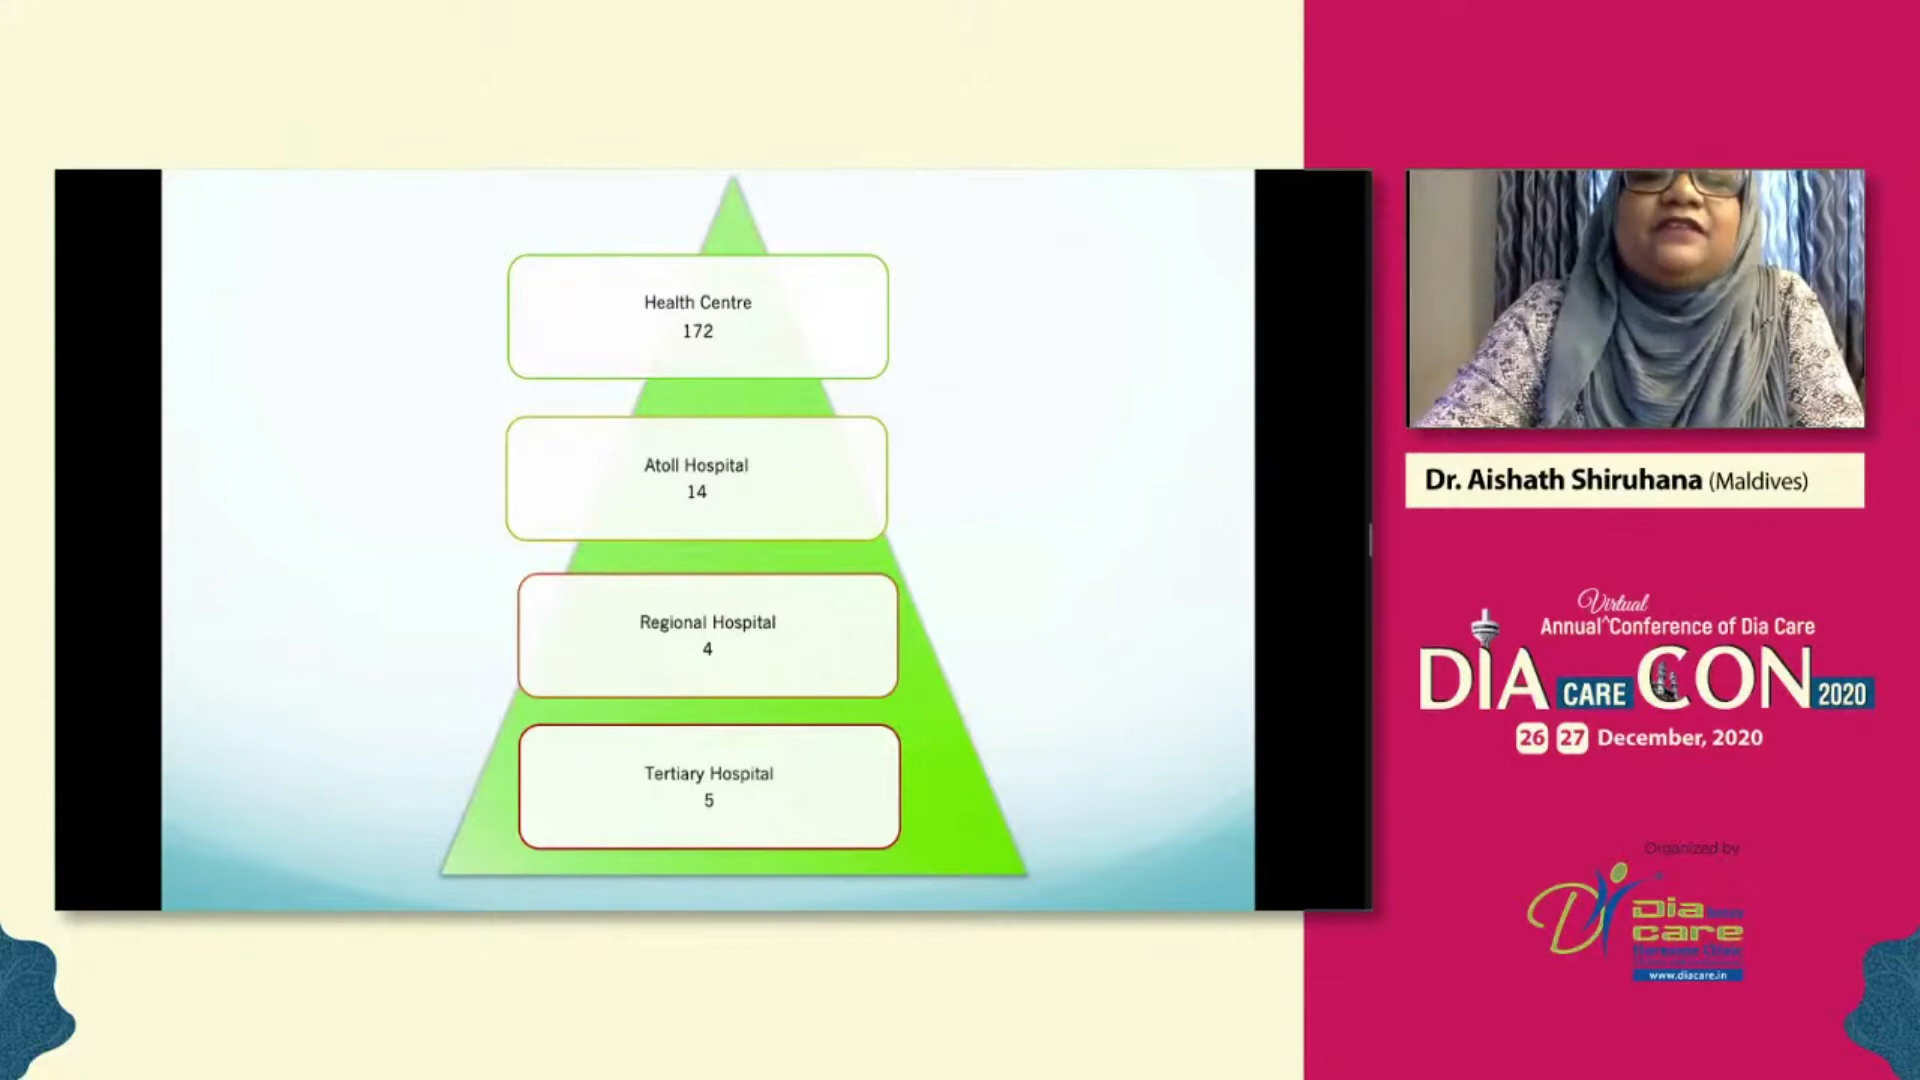 Health Centre
172
Atoll Hospital
14
Regional Hospital
4
Tertiary Hospital
5
Dr. Aishath Shiruhana (Maldives)
Virtual
Annual^Conference of Dia Care
DIA CARE CON 2020
26 27 December, 2020
Organized by
Dia
care
www.diacare.in